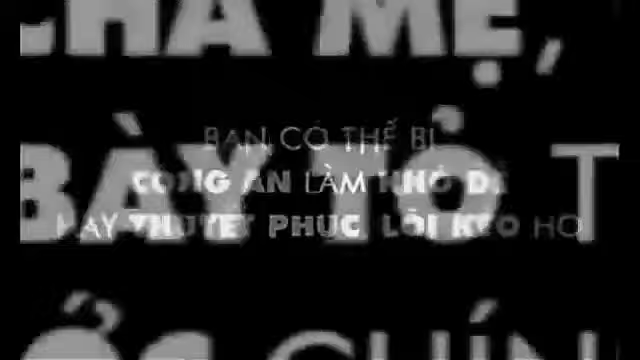 CHA MẸ,
BẠN CÓ THỂ BỊ
BÀY TỎ T
CÔNG AN LÀM KHÓ DỄ
HAY THUYẾT PHỤC, LÔI KÉO HỌ
CHÍN